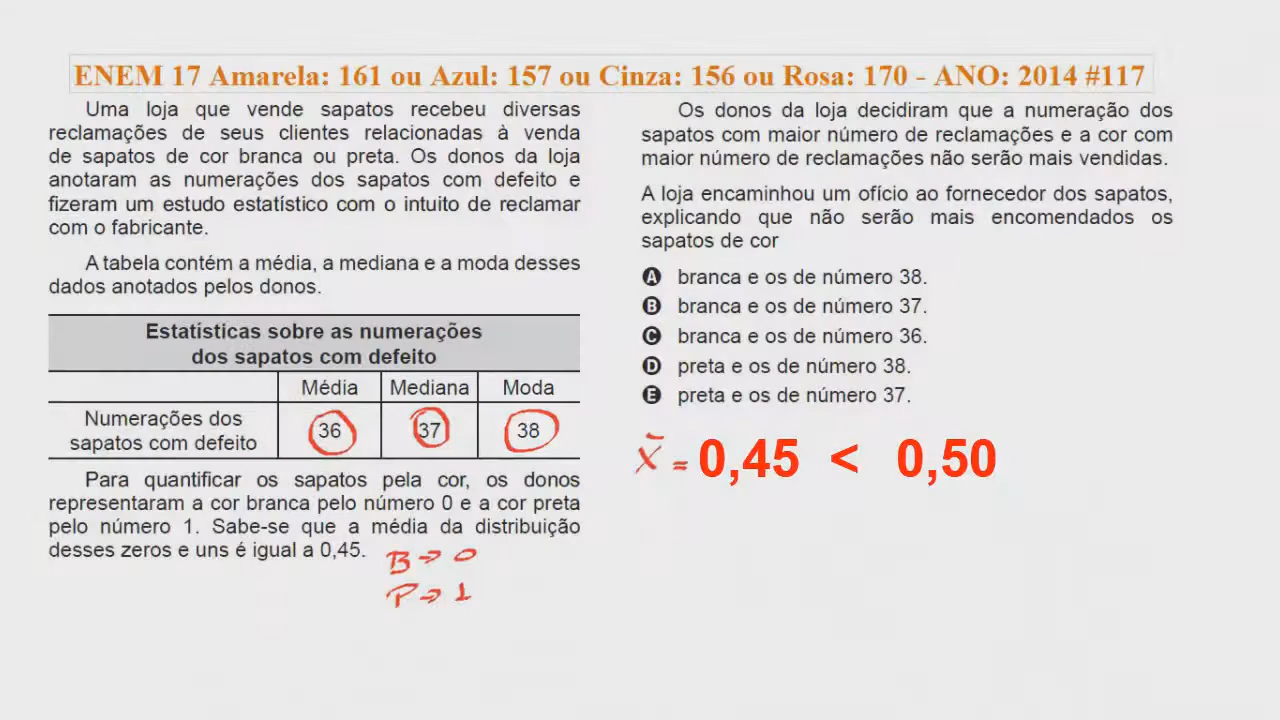 ENEM 17 Amarela: 161 ou Azul: 157 ou Cinza: 156 ou Rosa: 170 - ANO: 2014 #117
Uma loja que vende sapatos recebeu diversas
reclamações de seus clientes relacionadas à venda
de sapatos de cor branca ou preta. Os donos da loja
anotaram as numerações dos sapatos com defeito e
fizeram um estudo estatístico com o intuito de reclamar
com o fabricante.
A tabela contém a média, a mediana e a moda desses
dados anotados pelos donos.
Estatísticas sobre as numerações
dos sapatos com defeito
Média Mediana Moda
Numerações dos
sapatos com defeito 36 37 38
Para quantificar os sapatos pela cor, os donos
representaram a cor branca pelo número 0 e a cor preta
pelo número 1. Sabe-se que a média da distribuição
desses zeros e uns é igual a 0,45.
B → 0
P → 1
Os donos da loja decidiram que a numeração dos
sapatos com maior número de reclamações e a cor com
maior número de reclamações não serão mais vendidas.
A loja encaminhou um ofício ao fornecedor dos sapatos,
explicando que não serão mais encomendados os
sapatos de cor
A branca e os de número 38.
B branca e os de número 37.
C branca e os de número 36.
D preta e os de número 38.
E preta e os de número 37.
x̄ = 0,45 < 0,50